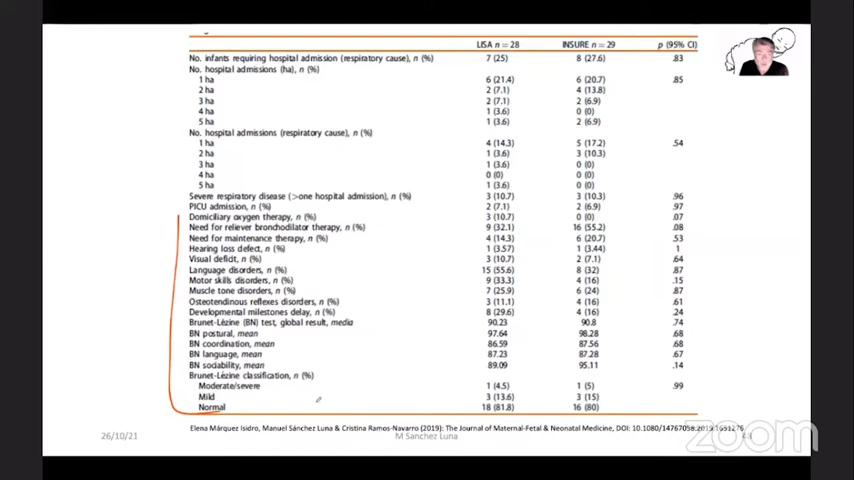 LISA n = 28 INSURE n = 29 p (95% CI)
No. infants requiring hospital admission (respiratory cause), n (%) 7 (25) 8 (27.6) .83
No. hospital admissions (ha), n (%)
1 ha 6 (21.4) 6 (20.7) .85
2 ha 2 (7.1) 4 (13.8)
3 ha 2 (7.1) 2 (6.9)
4 ha 1 (3.6) 0 (0)
5 ha 1 (3.6) 2 (6.9)
No. hospital admissions (respiratory cause), n (%)
1 ha 4 (14.3) 5 (17.2) .54
2 ha 1 (3.6) 3 (10.3)
3 ha 1 (3.6) 0 (0)
4 ha 0 (0) 0 (0)
5 ha 1 (3.6) 0 (0)
Severe respiratory disease (>one hospital admission), n (%) 3 (10.7) 3 (10.3) .96
PICU admission, n (%) 2 (7.1) 2 (6.9) .97
Domiciliary oxygen therapy, n (%) 3 (10.7) 0 (0) .07
Need for reliever bronchodilator therapy, n (%) 9 (32.1) 16 (55.2) .08
Need for maintenance therapy, n (%) 4 (14.3) 6 (20.7) .53
Hearing loss defect, n (%) 1 (3.57) 1 (3.44) 1
Visual deficit, n (%) 3 (10.7) 2 (7.1) .64
Language disorders, n (%) 15 (55.6) 8 (32) .87
Motor skills disorders, n (%) 9 (33.3) 4 (16) .15
Muscle tone disorders, n (%) 7 (25.9) 6 (24) .87
Osteotendinous reflexes disorders, n (%) 3 (11.1) 4 (16) .61
Developmental milestones delay, n (%) 8 (29.6) 4 (16) .24
Brunet-Lézine (BN) test, global result, media 90.23 90.8 .74
BN postural, mean 97.64 98.28 .68
BN coordination, mean 86.59 87.56 .68
BN language, mean 87.23 87.28 .67
BN sociability, mean 89.09 95.11 .14
Brunet-Lézine classification, n (%)
Moderate/severe 1 (4.5) 1 (5) .99
Mild 3 (13.6) 3 (15)
Normal 18 (81.8) 16 (80)
Elena Márquez Isidro, Manuel Sánchez Luna & Cristina Ramos-Navarro (2019): The Journal of Maternal-Fetal & Neonatal Medicine, DOI: 10.1080/14767058.2019.1651276
26/10/21 M Sanchez Luna
zoom